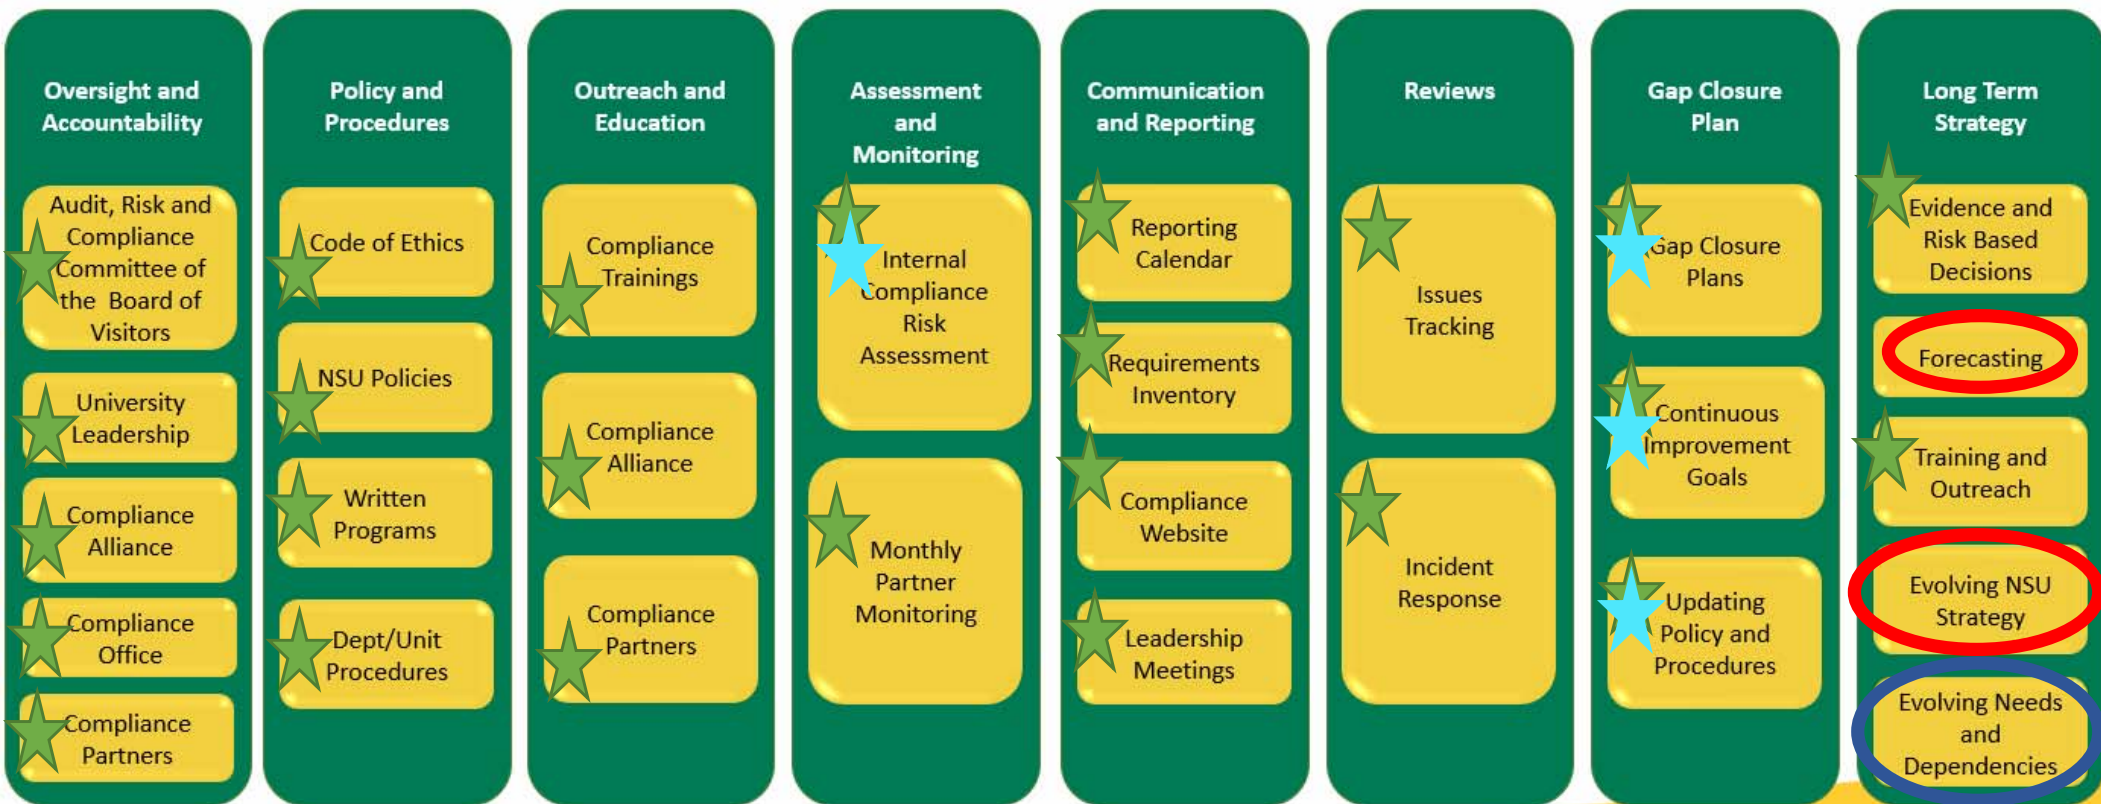 Oversight and
Accountability
Audit, Risk and
Compliance
Committee of
the Board of
Visitors
University
Leadership
Compliance
Alliance
Compliance
Office
Compliance
Partners
Policy and
Procedures
Code of Ethics
NSU Policies
Written
Programs
Dept/Unit
Procedures
Outreach and
Education
Compliance
Trainings
Compliance
Alliance
Compliance
Partners
Assessment
and
Monitoring
Internal
Compliance
Risk
Assessment
Monthly
Partner
Monitoring
Communication
and Reporting
Reporting
Calendar
Requirements
Inventory
Compliance
Website
Leadership
Meetings
Reviews
Issues
Tracking
Incident
Response
Gap Closure
Plan
Gap Closure
Plans
Continuous
Improvement
Goals
Updating
Policy and
Procedures
Long Term
Strategy
Evidence and
Risk Based
Decisions
Forecasting
Training and
Outreach
Evolving NSU
Strategy
Evolving Needs
and
Dependencies